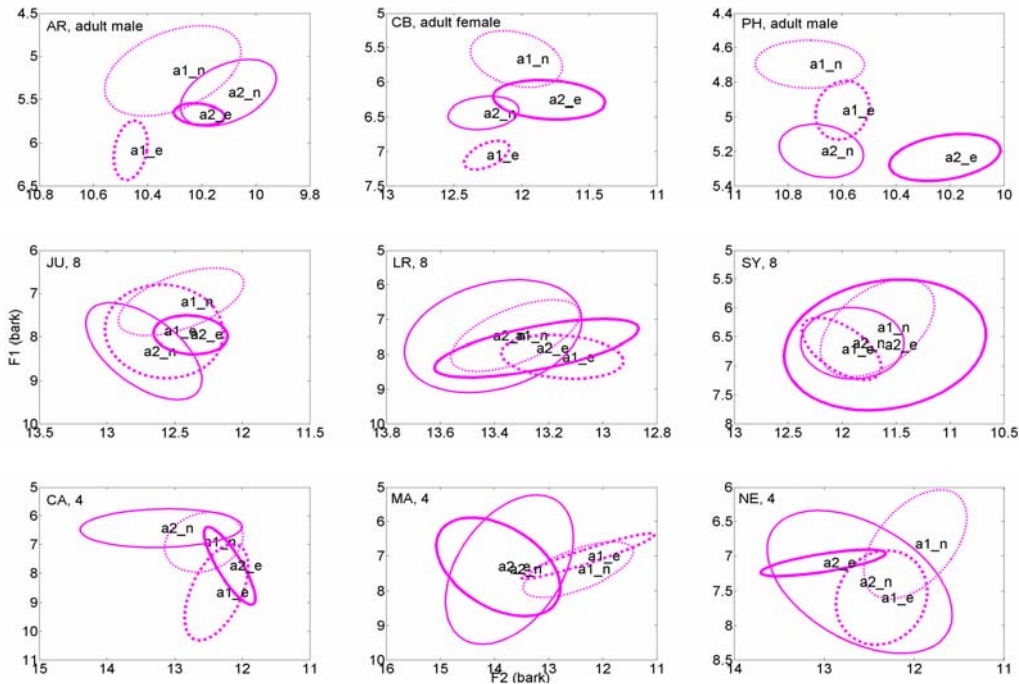 AR, adult male
4.5
5
5.5
6
6.5
10.8 10.6 10.4 10.2 10 9.8
a1_n
a2_n
a2_e
a1_e
CB, adult female
5
5.5
6
6.5
7
7.5
13 12.5 12 11.5 11
a1_n
a2_e
a2_n
a1_e
PH, adult male
4.4
4.6
4.8
5
5.2
5.4
11 10.8 10.6 10.4 10.2 10
a1_n
a1_e
a2_n
a2_e
JU, 8
F1 (bark)
6
7
8
9
10
13.5 13 12.5 12 11.5
a1_n
a1_e
a2_e
a2_n
LR, 8
5
6
7
8
9
10
13.6 13.4 13.2 13 12.8
a2_n
a1_n
a2_e
a1_e
SY, 8
5
5.5
6
6.5
7
7.5
8
13 12.5 12 11.5 11 10.5
a1_n
a2_n
a2_e
a1_e
CA, 4
5
6
7
8
9
10
11
15 14 13 12 11
a2_n
a1_n
a2_e
a1_e
MA, 4
5
6
7
8
9
10
16 15 14 13 12 11
a1_e
a2_e
a2_n
a1_n
F2 (bark)
NE, 4
6
6.5
7
7.5
8
8.5
14 13 12 11
a1_n
a2_e
a2_n
a1_e